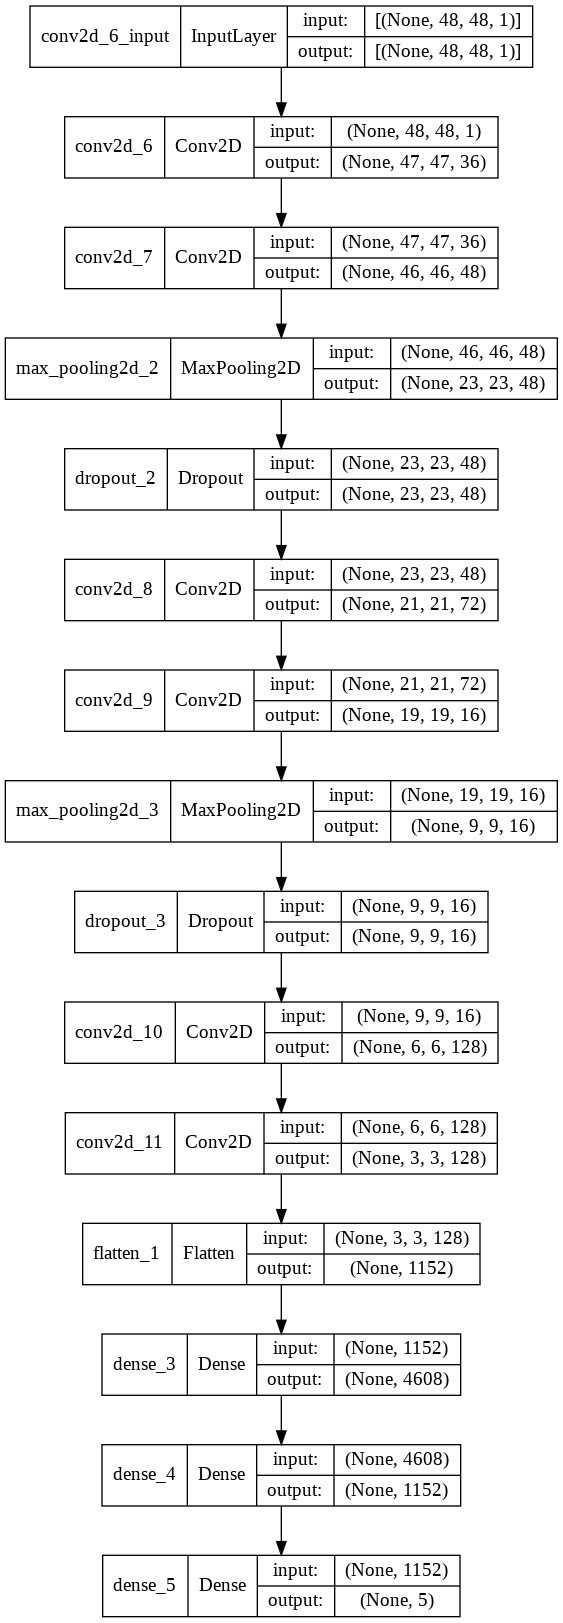 conv2d_6_input InputLayer input: [(None, 48, 48, 1)]
output: [(None, 48, 48, 1)]
conv2d_6 Conv2D input: (None, 48, 48, 1)
output: (None, 47, 47, 36)
conv2d_7 Conv2D input: (None, 47, 47, 36)
output: (None, 46, 46, 48)
max_pooling2d_2 MaxPooling2D input: (None, 46, 46, 48)
output: (None, 23, 23, 48)
dropout_2 Dropout input: (None, 23, 23, 48)
output: (None, 23, 23, 48)
conv2d_8 Conv2D input: (None, 23, 23, 48)
output: (None, 21, 21, 72)
conv2d_9 Conv2D input: (None, 21, 21, 72)
output: (None, 19, 19, 16)
max_pooling2d_3 MaxPooling2D input: (None, 19, 19, 16)
output: (None, 9, 9, 16)
dropout_3 Dropout input: (None, 9, 9, 16)
output: (None, 9, 9, 16)
conv2d_10 Conv2D input: (None, 9, 9, 16)
output: (None, 6, 6, 128)
conv2d_11 Conv2D input: (None, 6, 6, 128)
output: (None, 3, 3, 128)
flatten_1 Flatten input: (None, 3, 3, 128)
output: (None, 1152)
dense_3 Dense input: (None, 1152)
output: (None, 4608)
dense_4 Dense input: (None, 4608)
output: (None, 1152)
dense_5 Dense input: (None, 1152)
output: (None, 5)